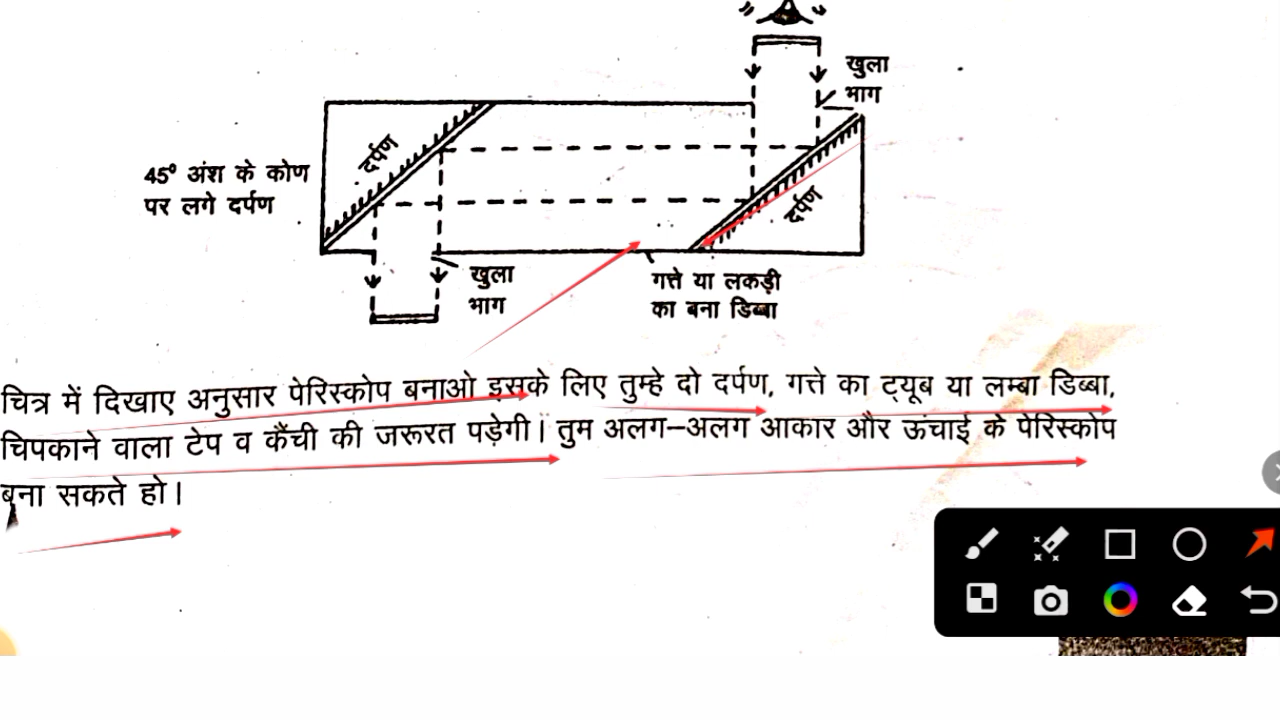 खुला
भाग
दर्पण
45° अंश के कोण
पर लगे दर्पण
दर्पण
खुला
भाग
गत्ते या लकड़ी
का बना डिब्बा
चित्र में दिखाए अनुसार पेरिस्कोप बनाओ इसके लिए तुम्हे दो दर्पण, गत्ते का ट्यूब या लम्बा डिब्बा,
चिपकाने वाला टेप व कैंची की जरूरत पड़ेगी। तुम अलग–अलग आकार और ऊंचाई के पेरिस्कोप
बना सकते हो।